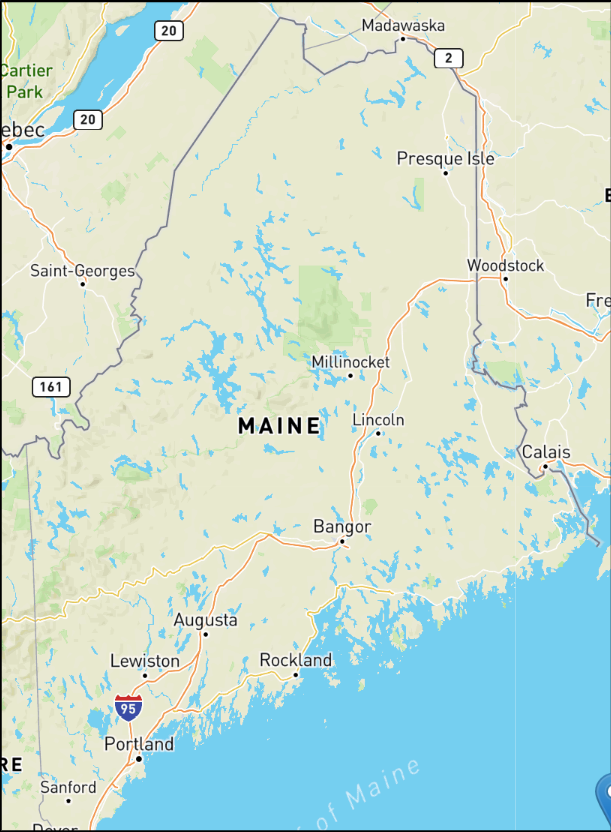 Madawaska
20
2
Cartier
Park
20
ebec
Presque Isle
E
Woodstock
Saint-Georges
Fre
Millinocket
161
MAINE
Lincoln
Calais
Bangor
Augusta
Lewiston
Rockland
95
Portland
RE
Sanford
of Maine
Dover